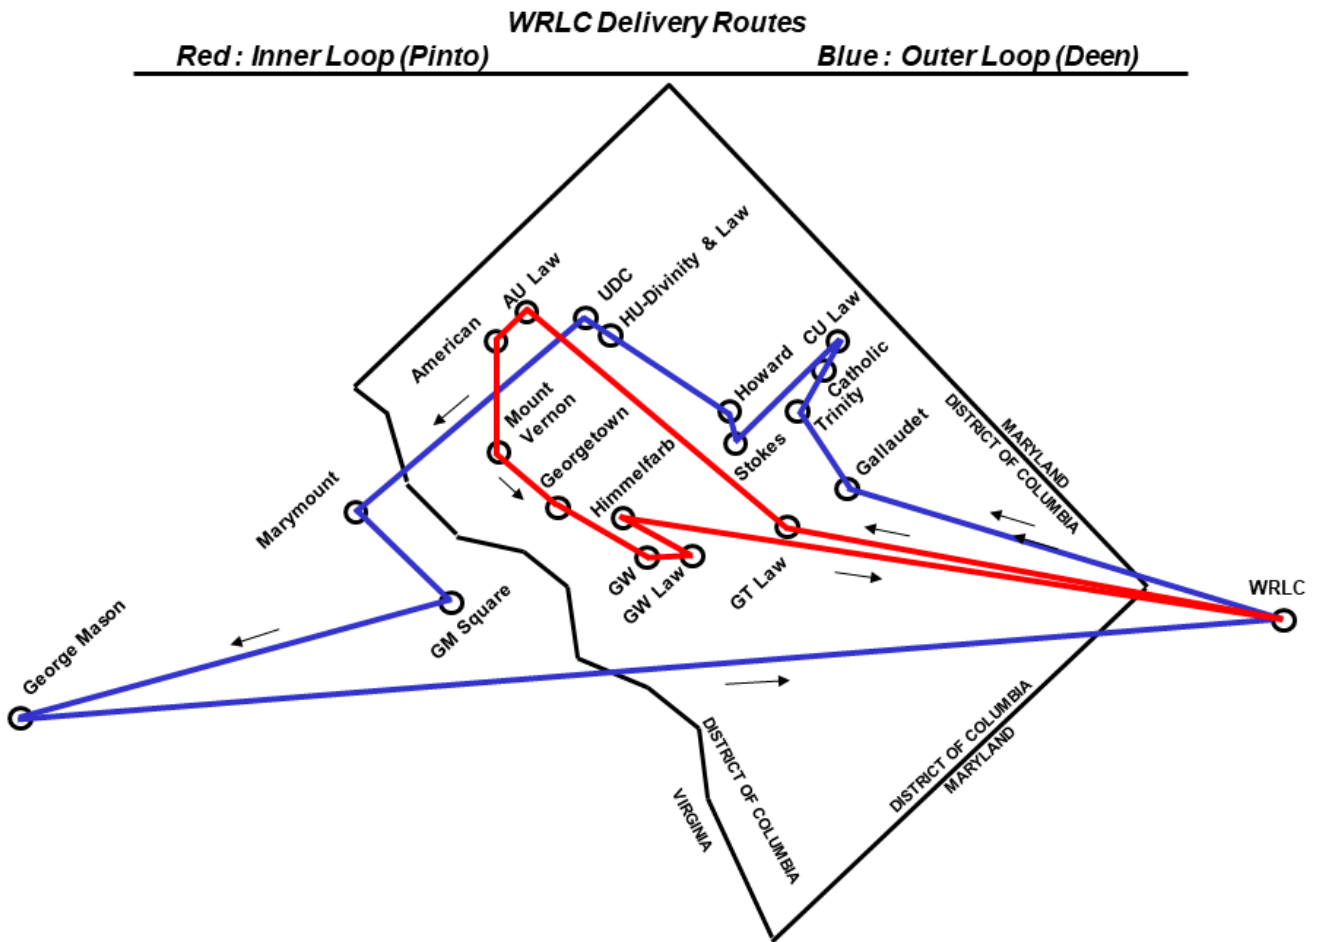 WRLC Delivery Routes
Red : Inner Loop (Pinto)
Blue : Outer Loop (Deen)
AU Law
UDC
HU-Divinity & Law
American
CU Law
Howard
Catholic
Mount
Vernon
Trinity
Georgetown
Stokes
Gallaudet
MARYLAND
DISTRICT OF COLUMBIA
Himmelfarb
Marymount
GW
GW Law
GT Law
WRLC
GM Square
George Mason
DISTRICT OF COLUMBIA
MARYLAND
DISTRICT OF COLUMBIA
VIRGINIA